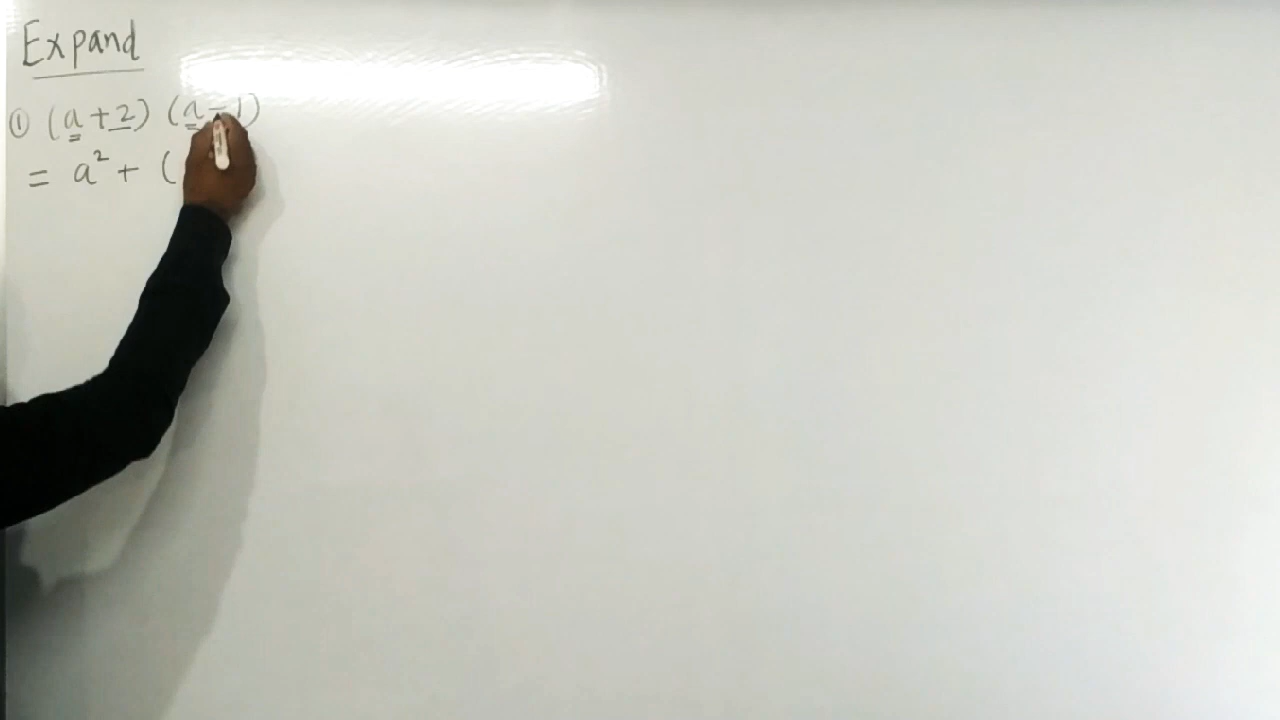 Expand
① (a+2) (a-1)
= a² + (